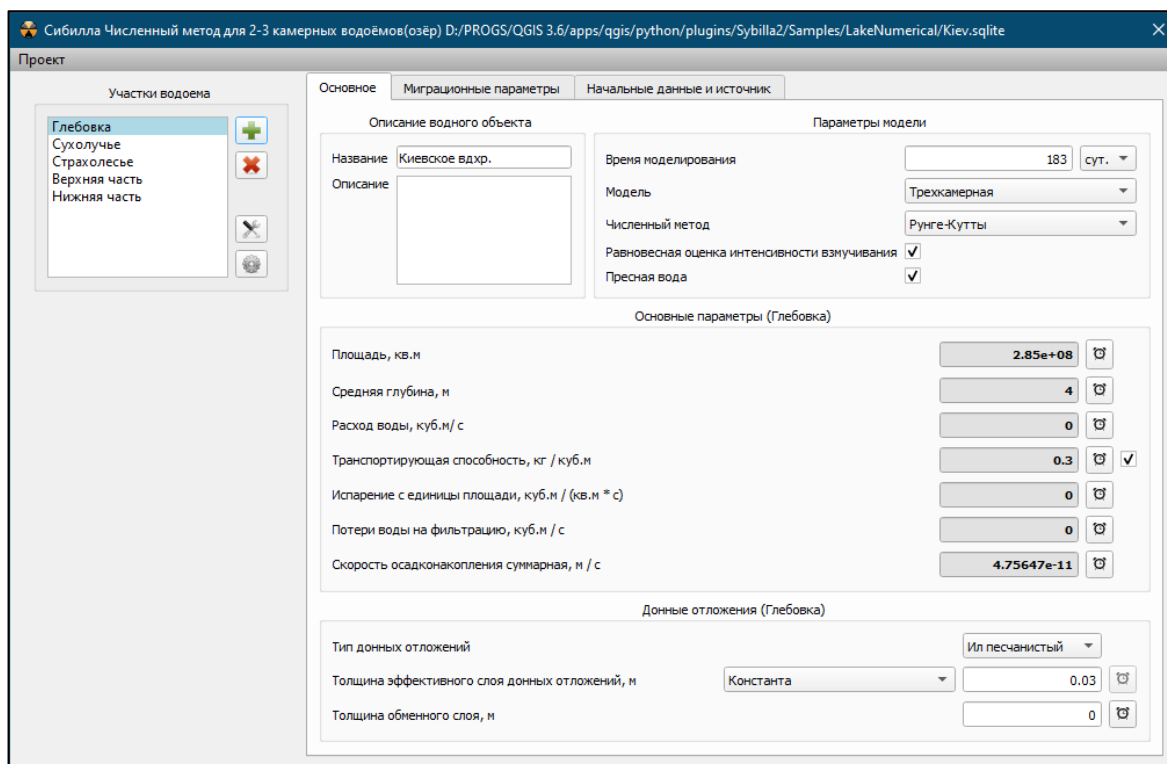 Сибилла Численный метод для 2-3 камерных водоёмов(озёр) D:/PROGS/QGIS 3.6/apps/qgis/python/plugins/Sybilla2/Samples/LakeNumerical/Kiev.sqlite
Проект
Участки водоема
Глебовка
Сухолучье
Страхолесье
Верхняя часть
Нижняя часть
Основное Миграционные параметры Начальные данные и источник
Описание водного объекта
Название Киевское вдхр.
Описание
Параметры модели
Время моделирования 183 сут.
Модель Трехкамерная
Численный метод Рунге-Кутты
Равновесная оценка интенсивности взмучивания
Пресная вода
Основные параметры (Глебовка)
Площадь, кв.м 2.85e+08
Средняя глубина, м 4
Расход воды, куб.м/ с 0
Транспортирующая способность, кг / куб.м 0.3
Испарение с единицы площади, куб.м / (кв.м * с) 0
Потери воды на фильтрацию, куб.м / с 0
Скорость осадконакопления суммарная, м / с 4.75647e-11
Донные отложения (Глебовка)
Тип донных отложений Ил песчанистый
Толщина эффективного слоя донных отложений, м Константа 0.03
Толщина обменного слоя, м 0